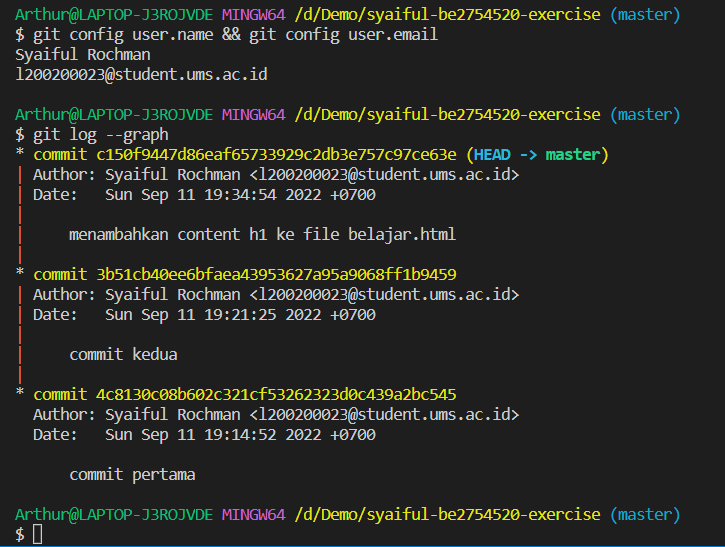 Arthur@LAPTOP-J3ROJVDE MINGW64 /d/Demo/syaiful-be2754520-exercise (master)
$ git config user.name && git config user.email
Syaiful Rochman
l200200023@student.ums.ac.id
Arthur@LAPTOP-J3ROJVDE MINGW64 /d/Demo/syaiful-be2754520-exercise (master)
$ git log --graph
* commit c150f9447d86eaf65733929c2db3e757c97ce63e (HEAD -> master)
| Author: Syaiful Rochman <l200200023@student.ums.ac.id>
| Date:   Sun Sep 11 19:34:54 2022 +0700
|
|     menambahkan content h1 ke file belajar.html
|
* commit 3b51cb40ee6bfaea43953627a95a9068ff1b9459
| Author: Syaiful Rochman <l200200023@student.ums.ac.id>
| Date:   Sun Sep 11 19:21:25 2022 +0700
|
|     commit kedua
|
* commit 4c8130c08b602c321cf53262323d0c439a2bc545
  Author: Syaiful Rochman <l200200023@student.ums.ac.id>
  Date:   Sun Sep 11 19:14:52 2022 +0700
      commit pertama
Arthur@LAPTOP-J3ROJVDE MINGW64 /d/Demo/syaiful-be2754520-exercise (master)
$